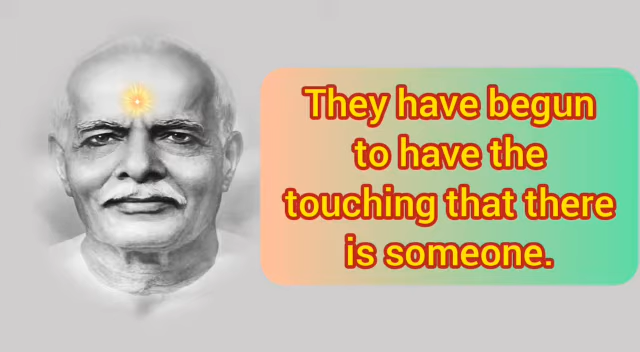 They have begun
to have the
touching that there
is someone.